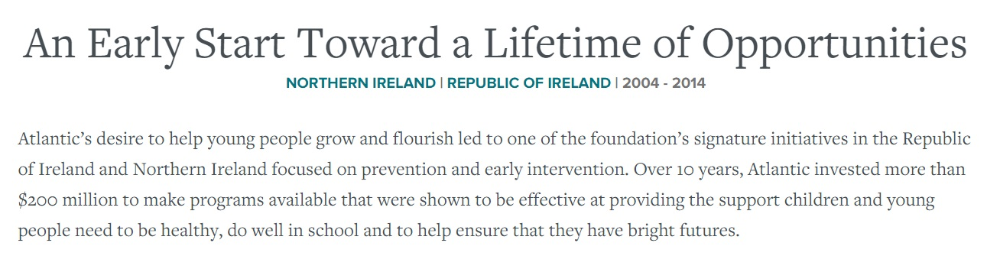 An Early Start Toward a Lifetime of Opportunities
NORTHERN IRELAND | REPUBLIC OF IRELAND | 2004 - 2014
Atlantic’s desire to help young people grow and flourish led to one of the foundation’s signature initiatives in the Republic
of Ireland and Northern Ireland focused on prevention and early intervention. Over 10 years, Atlantic invested more than
$200 million to make programs available that were shown to be effective at providing the support children and young
people need to be healthy, do well in school and to help ensure that they have bright futures.